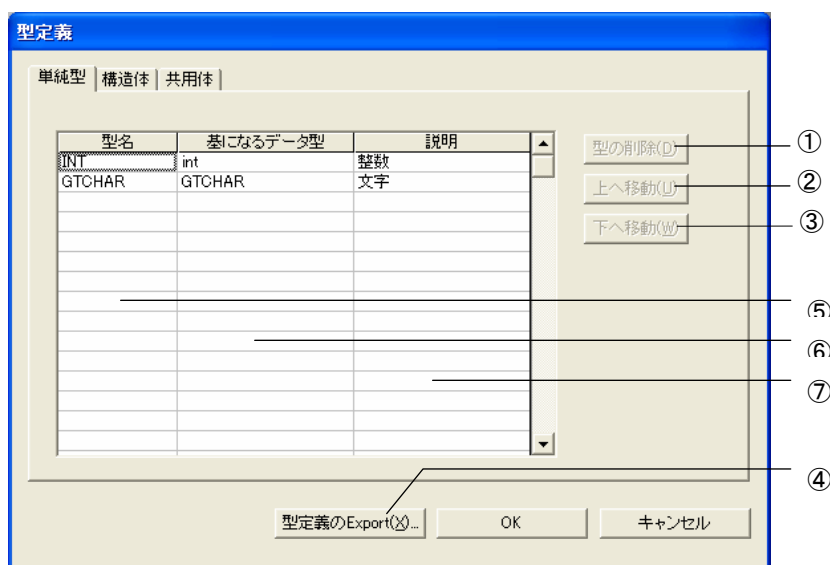 型定義
単純型 構造体 共用体
型名 基になるデータ型 説明
INT int 整数
GTCHAR GTCHAR 文字
型の削除(D) ①
上へ移動(U) ②
下へ移動(W) ③
⑤
⑥
⑦
④
型定義のExport(X)... OK キャンセル